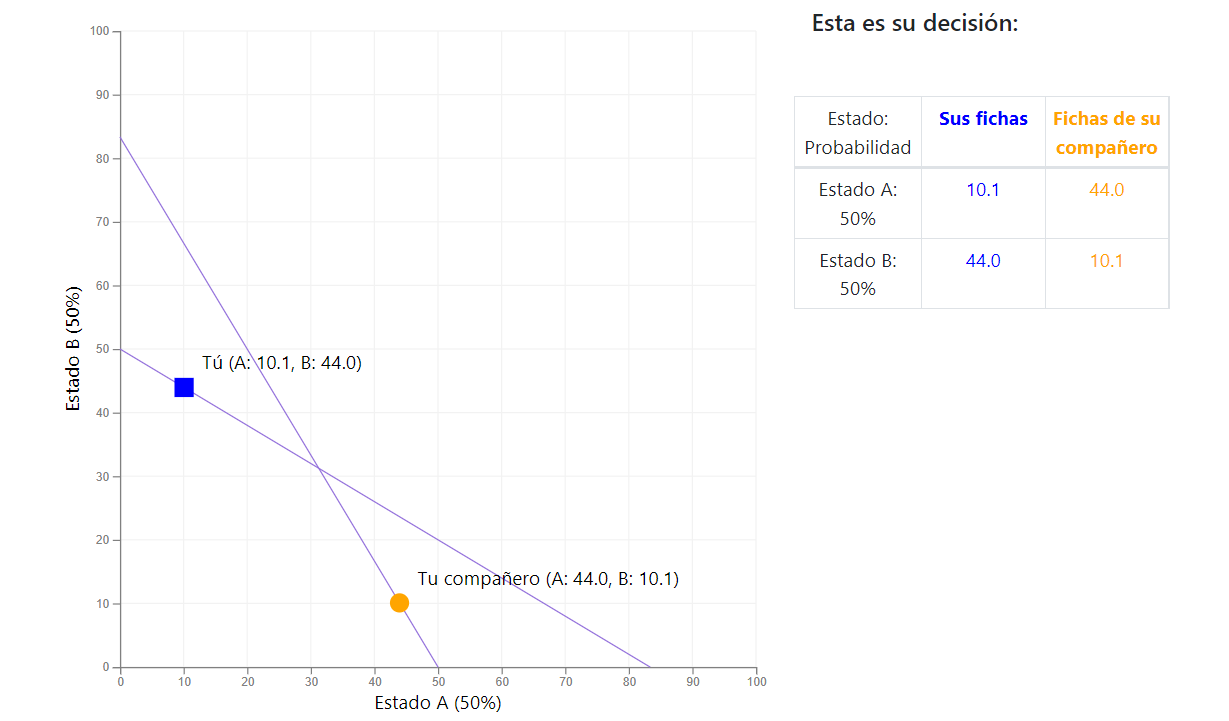 100
90
80
70
60
50
40
30
20
10
0
Estado B (50%)
Tú (A: 10.1, B: 44.0)
Tu compañero (A: 44.0, B: 10.1)
0 10 20 30 40 50 60 70 80 90 100
Estado A (50%)
Esta es su decisión:
Estado: Sus fichas Fichas de su
Probabilidad compañero
Estado A: 10.1 44.0
50%
Estado B: 44.0 10.1
50%